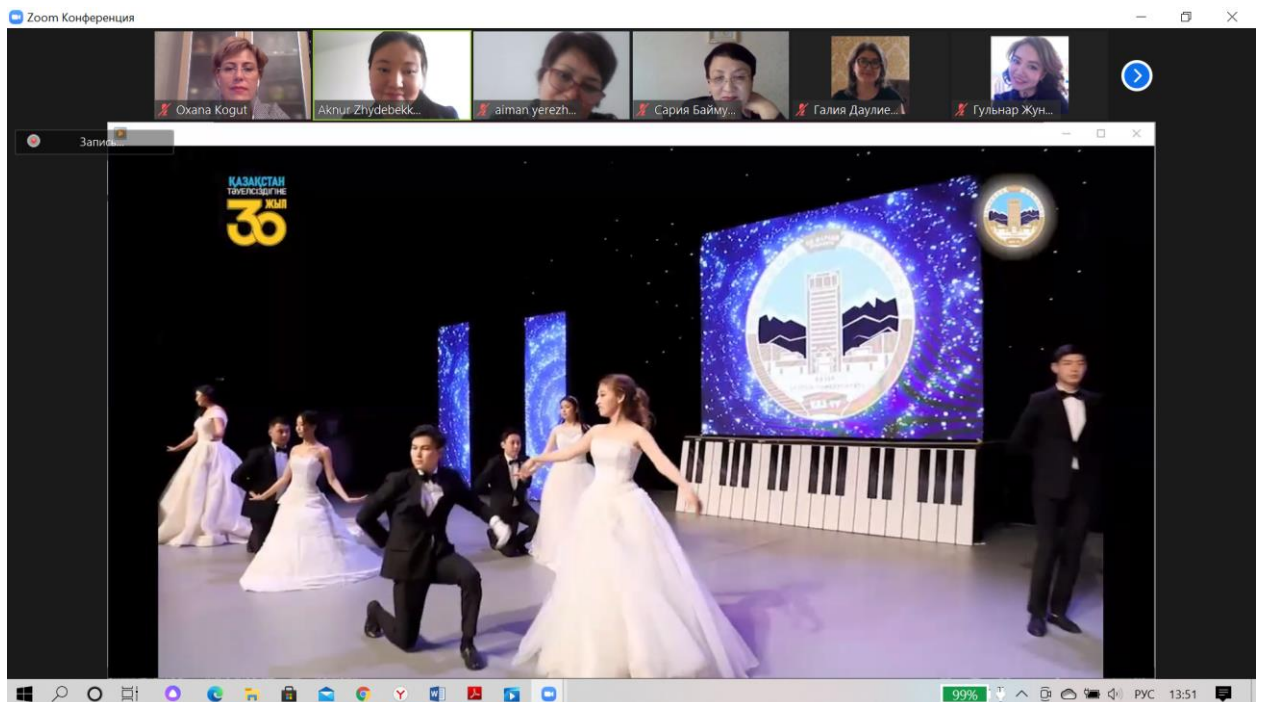 Zoom Конференция
Oxana Kogut
Aknur Zhydebekk...
aiman yerezh...
Сария Байму...
Галия Даулие...
Гульнар Жун...
Запись...
ҚАЗАҚСТАН
ТӘУЕЛСІЗДІГІНЕ
30 ЖЫЛ
99%
РУС
13:51